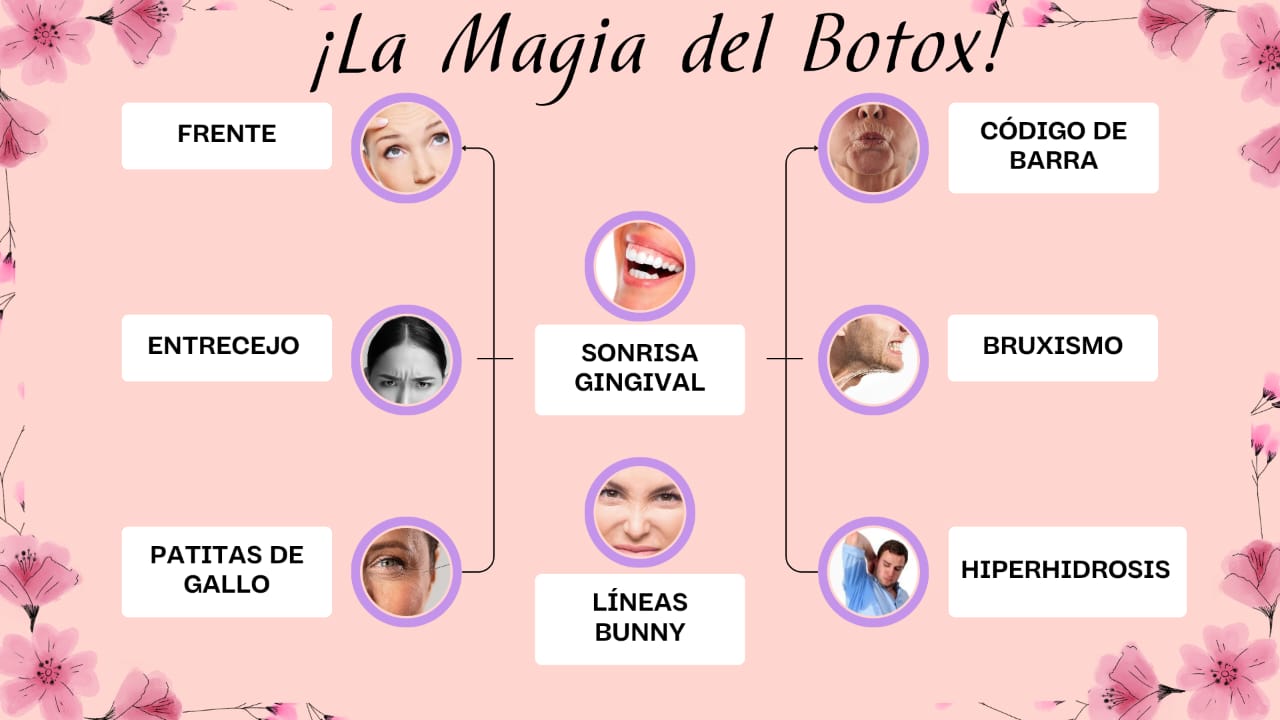 ¡La Magia del Botox!
FRENTE
ENTRECEJO
PATITAS DE
GALLO
SONRISA
GINGIVAL
LÍNEAS
BUNNY
CÓDIGO DE
BARRA
BRUXISMO
HIPERHIDROSIS